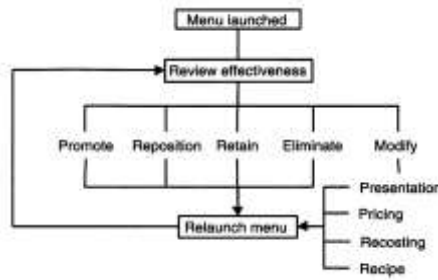 Menu launched
Review effectiveness
Promote Reposition Retain Eliminate Modify
Presentation
Pricing
Relaunch menu
Recosting
Recipe